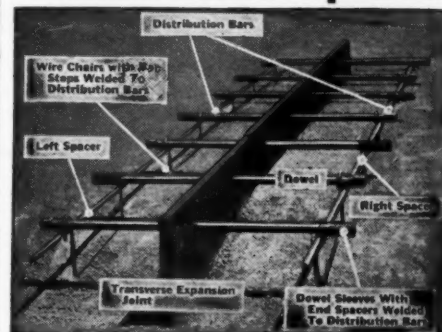 Distribution Bars
Wire Chairs with Bar
Stops Welded To
Distribution Bars
Left Spacer
Dowel
Right Spacer
Transverse Expansion
Joint
Dowel Sleeves With
End Spacers Welded
To Distribution Bars